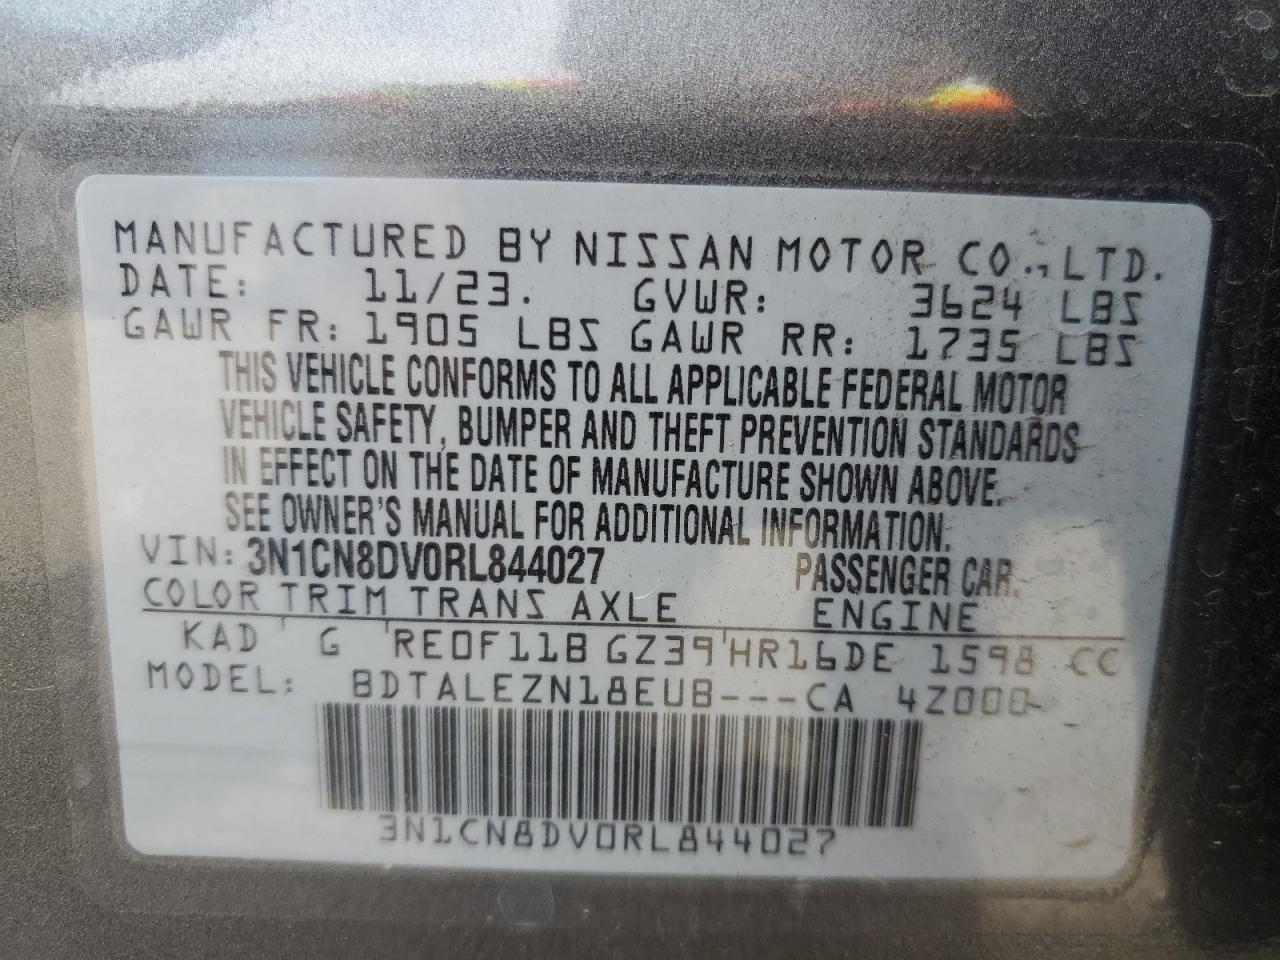 MANUFACTURED BY NISSAN MOTOR CO., LTD.
DATE: 11/23. GVWR: 3624 LBS
GAWR FR: 1905 LBS GAWR RR: 1735 LBS
THIS VEHICLE CONFORMS TO ALL APPLICABLE FEDERAL MOTOR
VEHICLE SAFETY, BUMPER AND THEFT PREVENTION STANDARDS
IN EFFECT ON THE DATE OF MANUFACTURE SHOWN ABOVE.
SEE OWNER'S MANUAL FOR ADDITIONAL INFORMATION.
VIN: 3N1CN8DV0RL844027 PASSENGER CAR.
COLOR TRIM TRANS AXLE ENGINE
KAD G RE0F11B GZ39 HR16DE 1598 CC
MODEL: BDTALEZN18EUB---CA 4Z000-
3N1CN8DV0RL844027